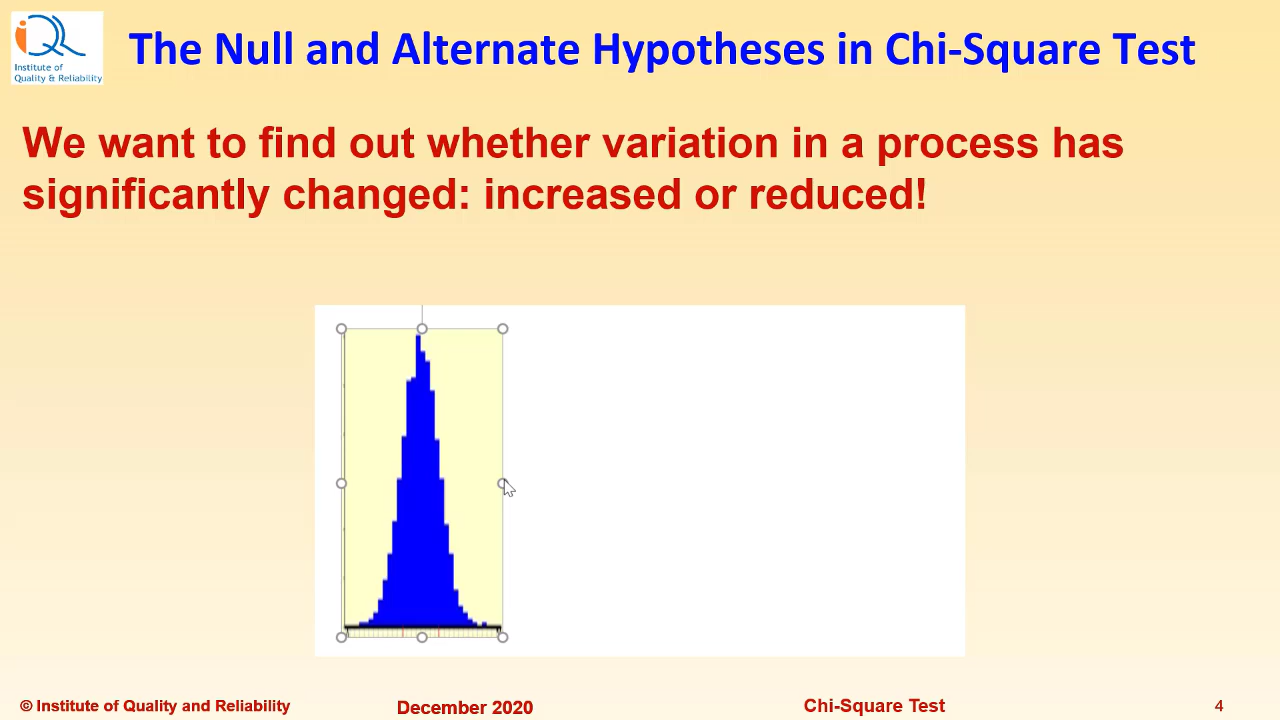 iQ
Institute of
Quality & Reliability
The Null and Alternate Hypotheses in Chi-Square Test
We want to find out whether variation in a process has
significantly changed: increased or reduced!
© Institute of Quality and Reliability
December 2020
Chi-Square Test
4